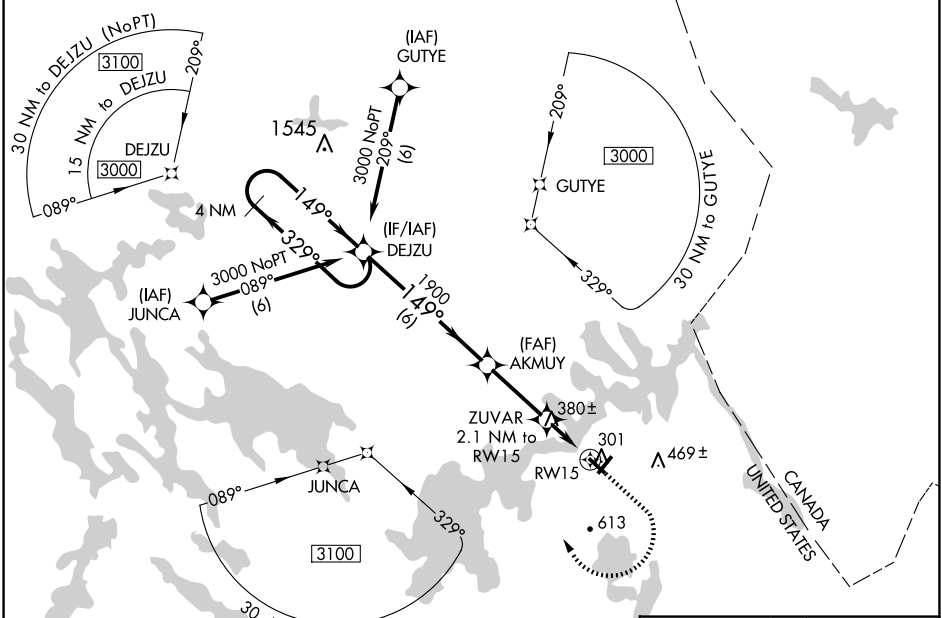 30 NM to DEJZU (NoPT)
3100
209°
15 NM to DEJZU
3000
DEJZU
089°
(IAF)
GUTYE
1545
3000 NoPT
209°
(6)
4 NM
149°
329°
(IF/IAF)
DEJZU
3000 NoPT
089°
(6)
(IAF)
JUNCA
1900
149°
(6)
(FAF)
AKMUY
ZUVAR
2.1 NM to
RW15
380±
301
RW15
469±
613
209°
3000
GUTYE
30 NM to GUTYE
329°
CANADA
UNITED STATES
089°
JUNCA
329°
3100
30